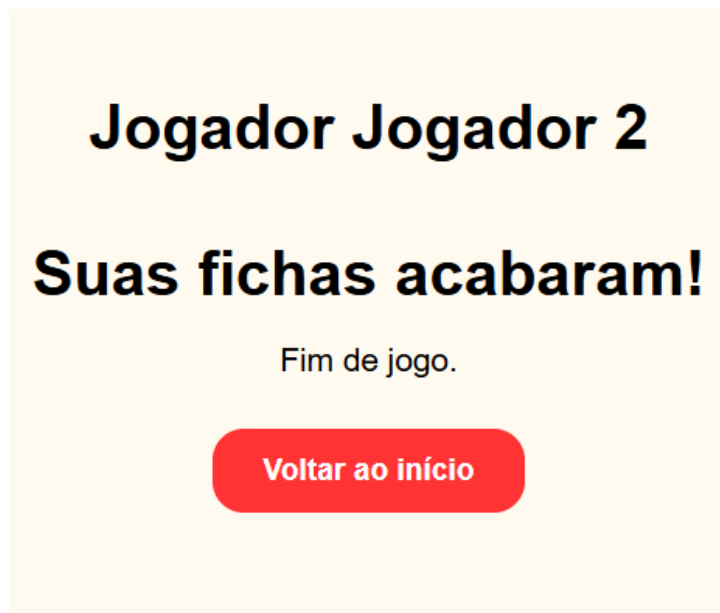 Jogador Jogador 2
Suas fichas acabaram!
Fim de jogo.
Voltar ao início